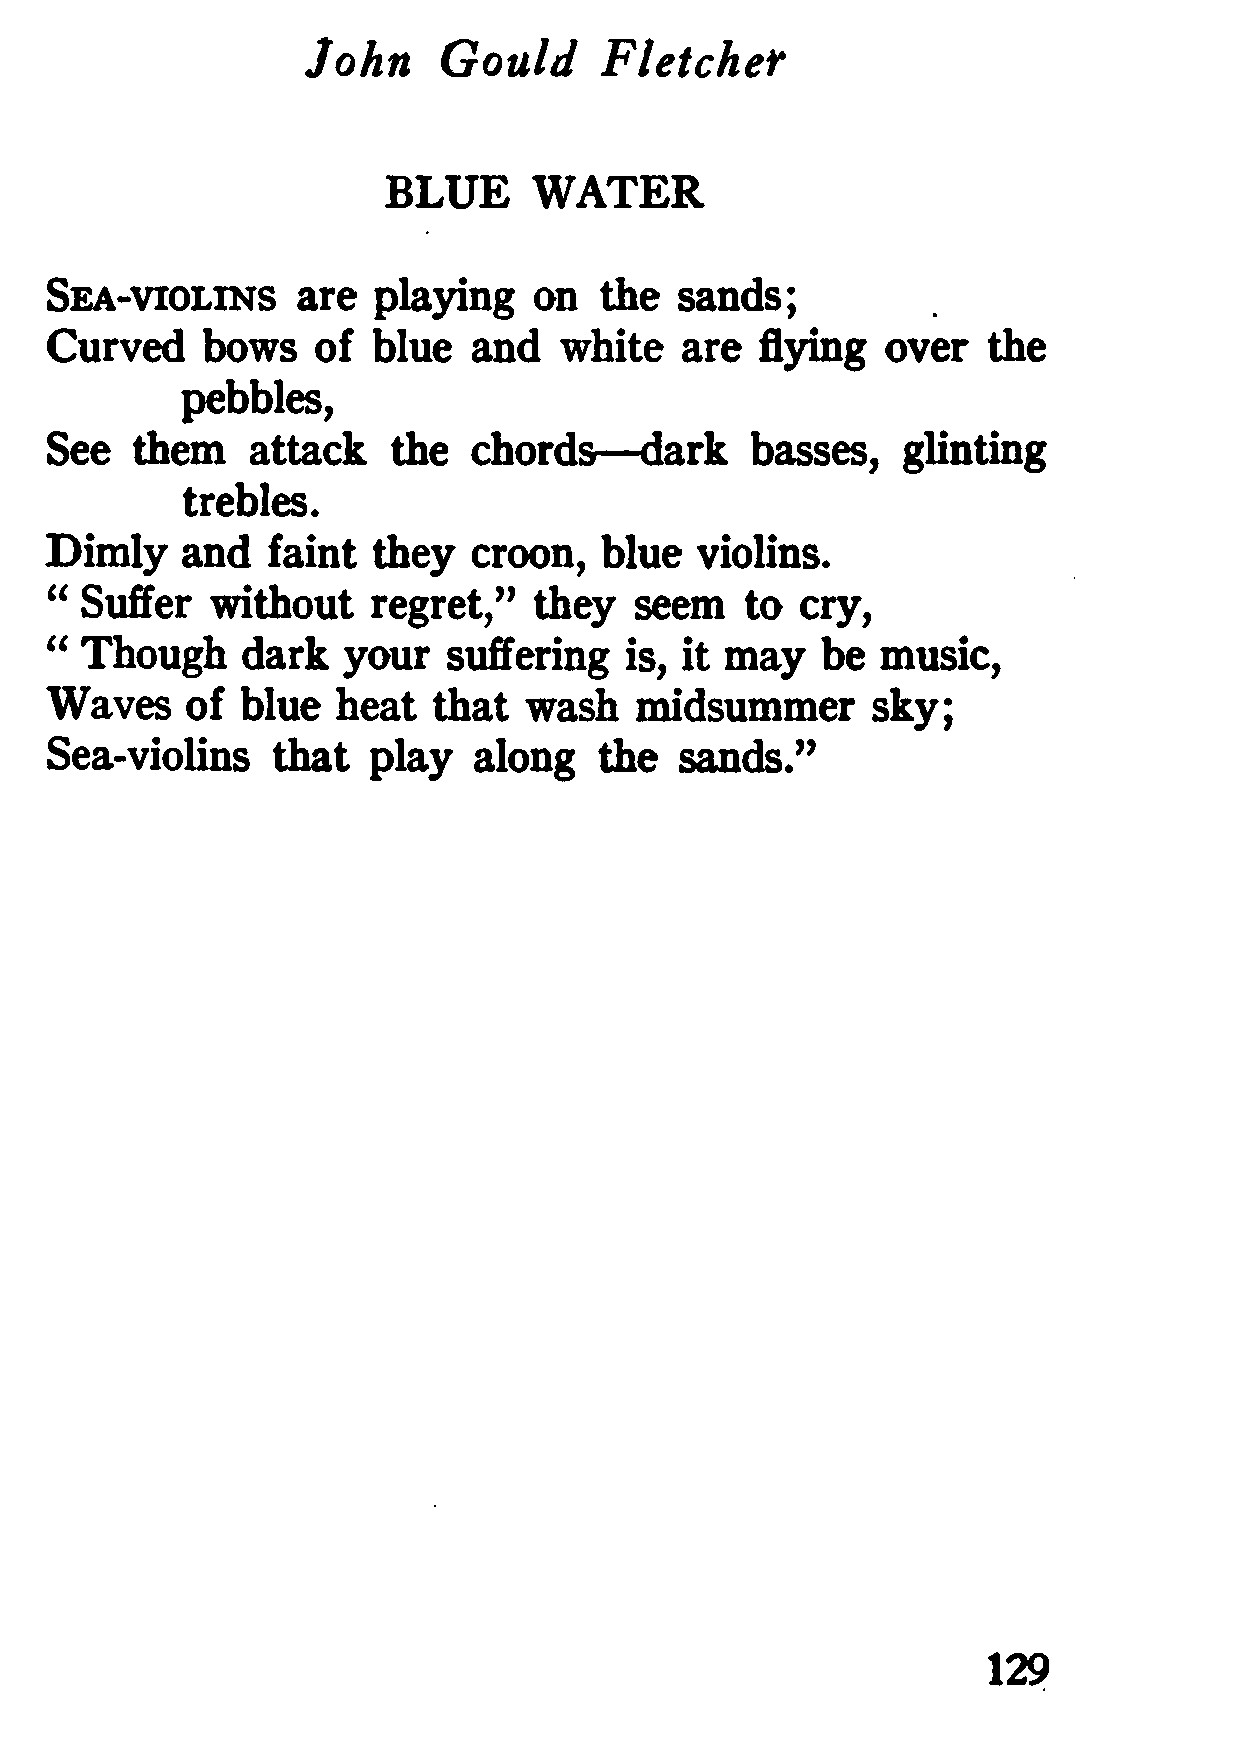 John Gould Fletcher
BLUE WATER
SEA-VIOLINS are playing on the sands;
Curved bows of blue and white are flying over the
pebbles,
See them attack the chords—dark basses, glinting
trebles.
Dimly and faint they croon, blue violins.
“ Suffer without regret,” they seem to cry,
“ Though dark your suffering is, it may be music,
Waves of blue heat that wash midsummer sky;
Sea-violins that play along the sands.”
129